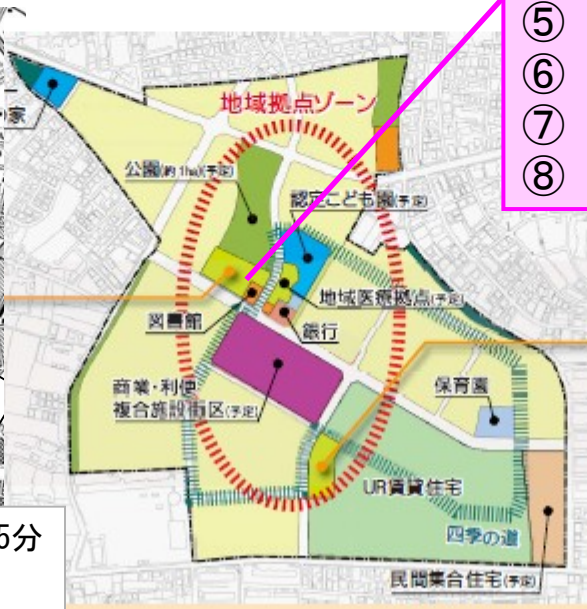 ⑤
⑥
⑦
⑧
家
地域拠点ゾーン
公園(約1ha)(予定)
認定こども園(予定)
地域医療拠点(予定)
図書館
銀行
商業・利便
複合施設街区(予定)
保育園
UR賃貸住宅
四季の道
5分
民間集合住宅(予定)